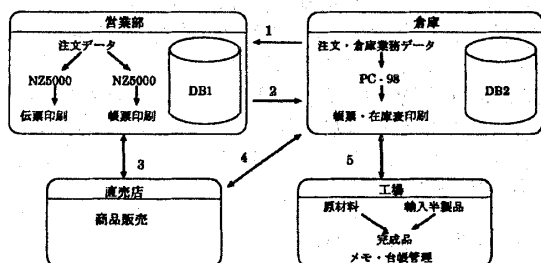 営業部
注文データ
NZ5000 NZ5000
伝票印刷 帳票印刷
DB1
1
2
倉庫
注文・倉庫業務データ
PC-98
帳票・在庫表印刷
DB2
3
4
5
直売店
商品販売
工場
原材料 輸入半製品
完成品
メモ・台帳管理